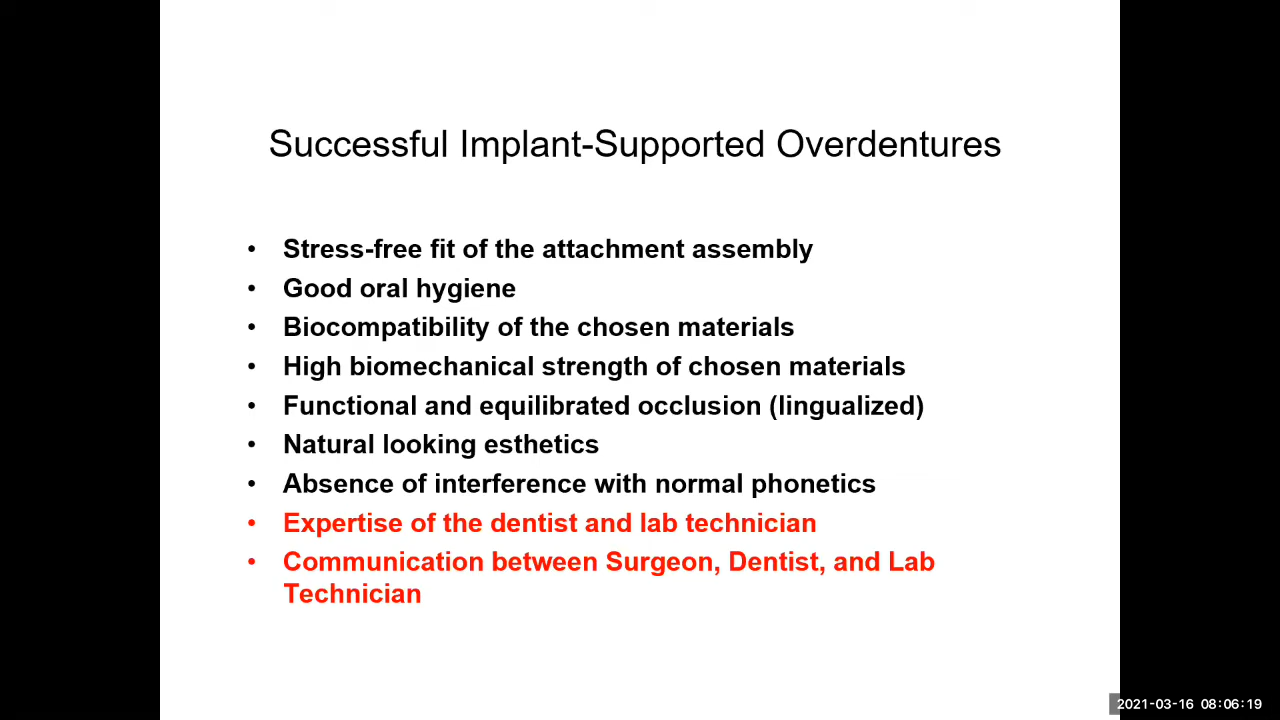 Successful Implant-Supported Overdentures
• Stress-free fit of the attachment assembly
• Good oral hygiene
• Biocompatibility of the chosen materials
• High biomechanical strength of chosen materials
• Functional and equilibrated occlusion (lingualized)
• Natural looking esthetics
• Absence of interference with normal phonetics
• Expertise of the dentist and lab technician
• Communication between Surgeon, Dentist, and Lab
Technician
2021-03-16 08:06:19